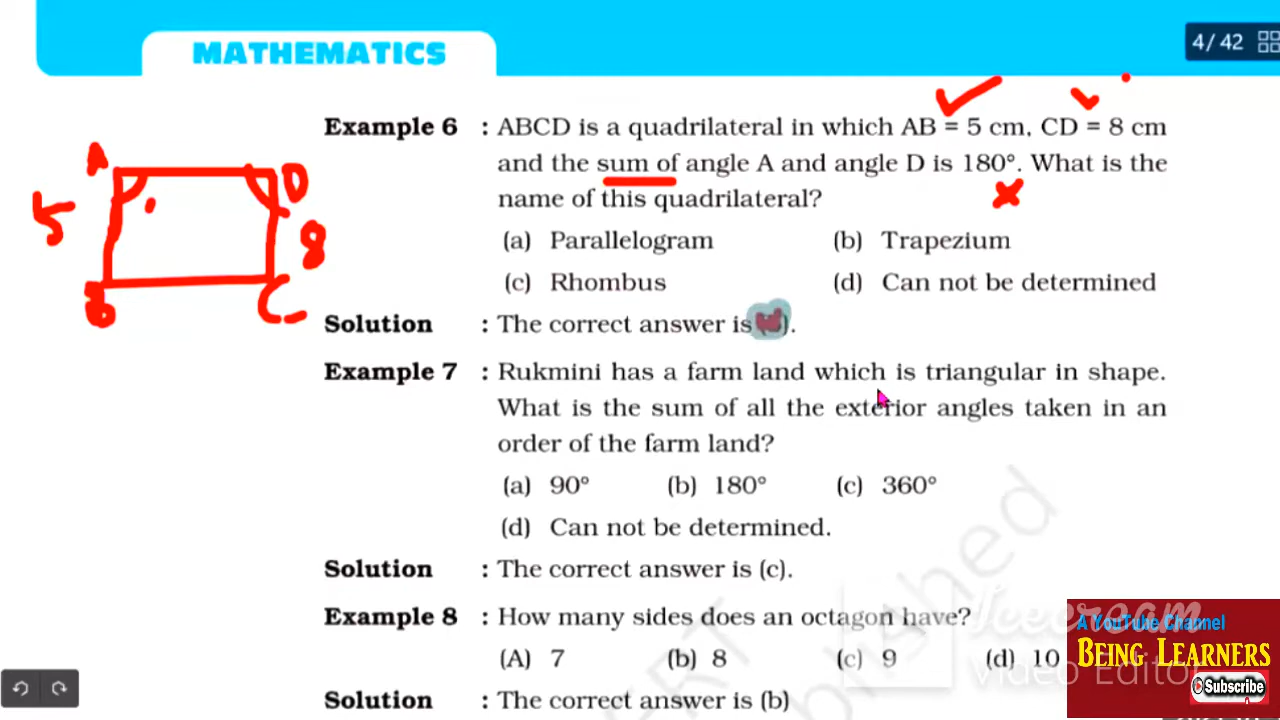 MATHEMATICS
4 / 42
Example 6 : ABCD is a quadrilateral in which AB = 5 cm, CD = 8 cm
and the sum of angle A and angle D is 180°. What is the
name of this quadrilateral?
(a) Parallelogram (b) Trapezium
(c) Rhombus (d) Can not be determined
A D
5 8
B C
Solution : The correct answer is ).
Example 7 : Rukmini has a farm land which is triangular in shape.
What is the sum of all the exterior angles taken in an
order of the farm land?
(a) 90° (b) 180° (c) 360°
(d) Can not be determined.
Solution : The correct answer is (c).
Example 8 : How many sides does an octagon have?
(A) 7 (b) 8 (c) 9 (d) 10
Solution : The correct answer is (b)
Icecream
Video Editor
A YouTube Channel
BEING LEARNERS
Subscribe